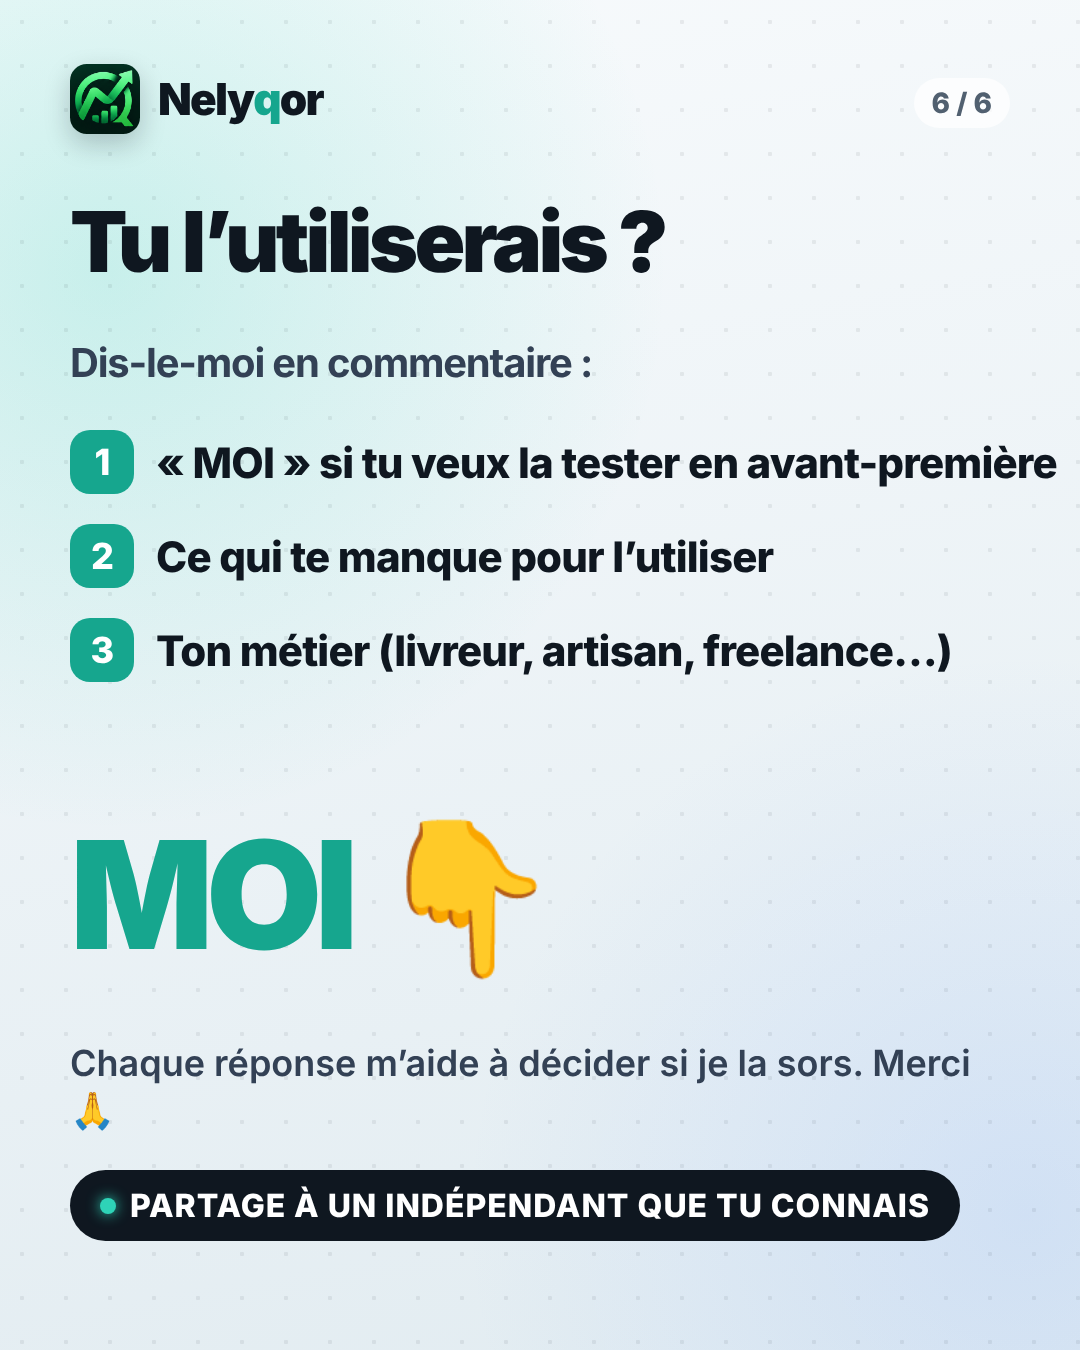 Nelyqor
6 / 6
Tu l’utiliserais ?
Dis-le-moi en commentaire :
1 « MOI » si tu veux la tester en avant-première
2 Ce qui te manque pour l’utiliser
3 Ton métier (livreur, artisan, freelance…)
MOI 👇
Chaque réponse m’aide à décider si je la sors. Merci
🙏
PARTAGE À UN INDÉPENDANT QUE TU CONNAIS